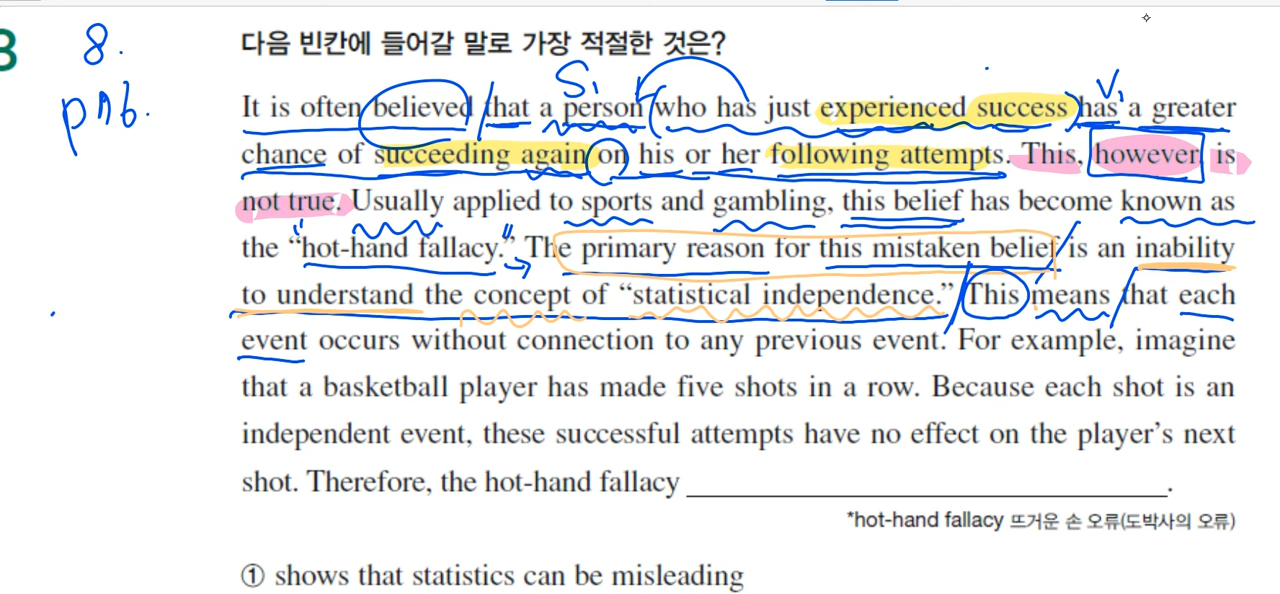 8.
p116.
3 다음 빈칸에 들어갈 말로 가장 적절한 것은?
S₁ V₁
It is often believed that a person who has just experienced success has a greater
chance of succeeding again on his or her following attempts. This, however, is
not true. Usually applied to sports and gambling, this belief has become known as
the “hot-hand fallacy.” The primary reason for this mistaken belief is an inability
to understand the concept of “statistical independence.” This means that each
event occurs without connection to any previous event. For example, imagine
that a basketball player has made five shots in a row. Because each shot is an
independent event, these successful attempts have no effect on the player’s next
shot. Therefore, the hot-hand fallacy ____________________.
*hot-hand fallacy 뜨거운 손 오류(도박사의 오류)
① shows that statistics can be misleading